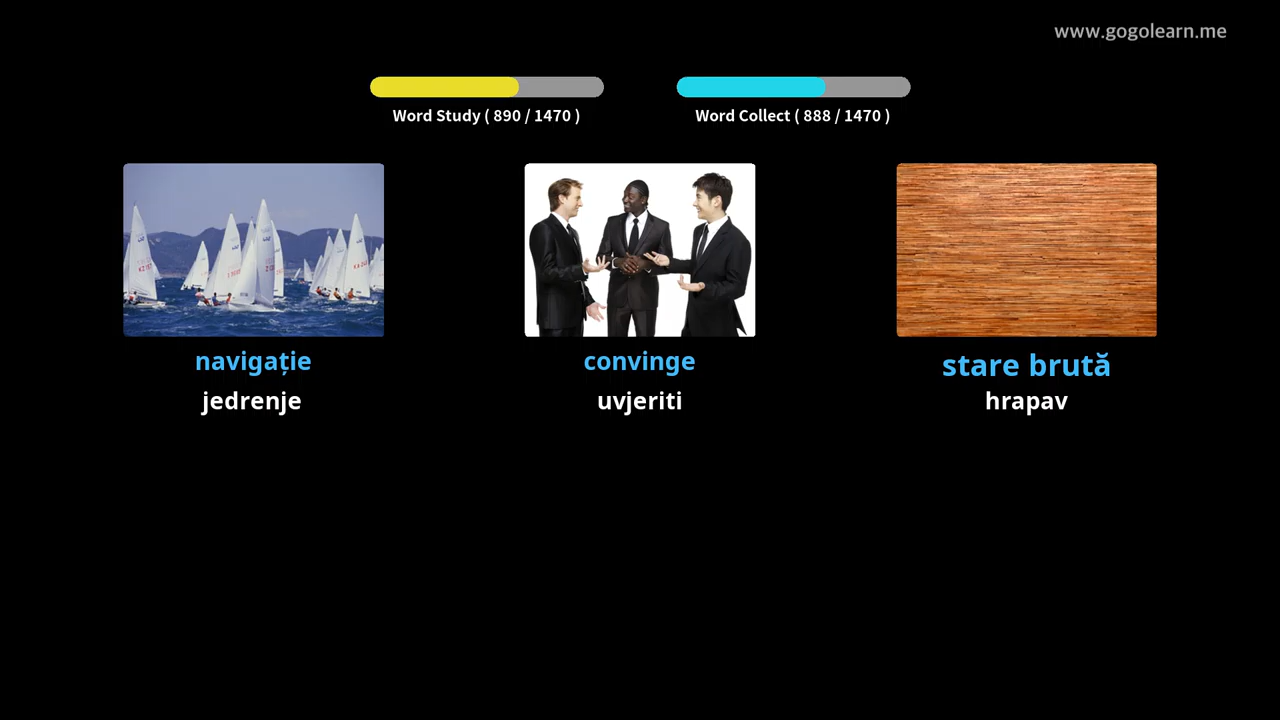 www.gogolearn.me
Word Study ( 890 / 1470 )
Word Collect ( 888 / 1470 )
navigație
convinge
stare brută
jedrenje
uvjeriti
hrapav